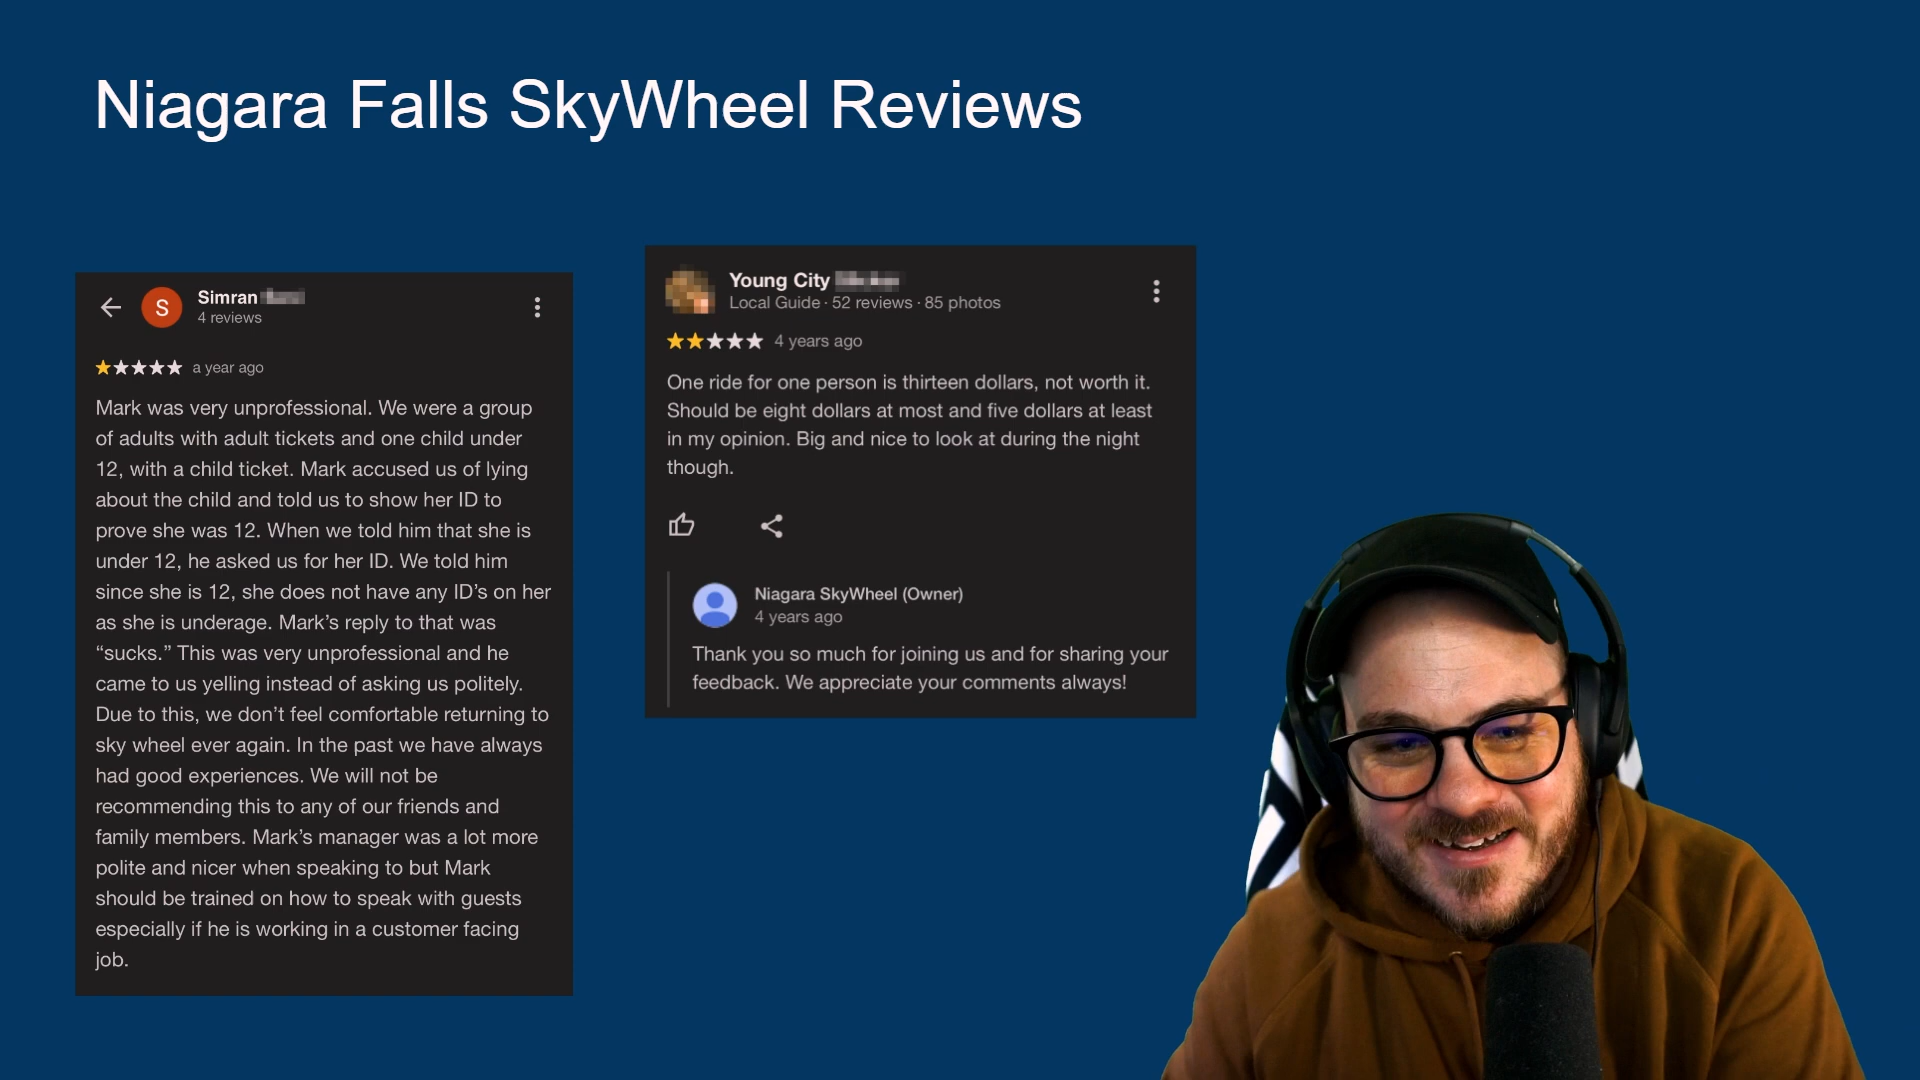 Niagara Falls SkyWheel Reviews
S
Simran
4 reviews
a year ago
Mark was very unprofessional. We were a group
of adults with adult tickets and one child under
12, with a child ticket. Mark accused us of lying
about the child and told us to show her ID to
prove she was 12. When we told him that she is
under 12, he asked us for her ID. We told him
since she is 12, she does not have any ID’s on her
as she is underage. Mark’s reply to that was
“sucks.” This was very unprofessional and he
came to us yelling instead of asking us politely.
Due to this, we don’t feel comfortable returning to
sky wheel ever again. In the past we have always
had good experiences. We will not be
recommending this to any of our friends and
family members. Mark’s manager was a lot more
polite and nicer when speaking to but Mark
should be trained on how to speak with guests
especially if he is working in a customer facing
job.
Young City
Local Guide · 52 reviews · 85 photos
4 years ago
One ride for one person is thirteen dollars, not worth it.
Should be eight dollars at most and five dollars at least
in my opinion. Big and nice to look at during the night
though.
Niagara SkyWheel (Owner)
4 years ago
Thank you so much for joining us and for sharing your
feedback. We appreciate your comments always!